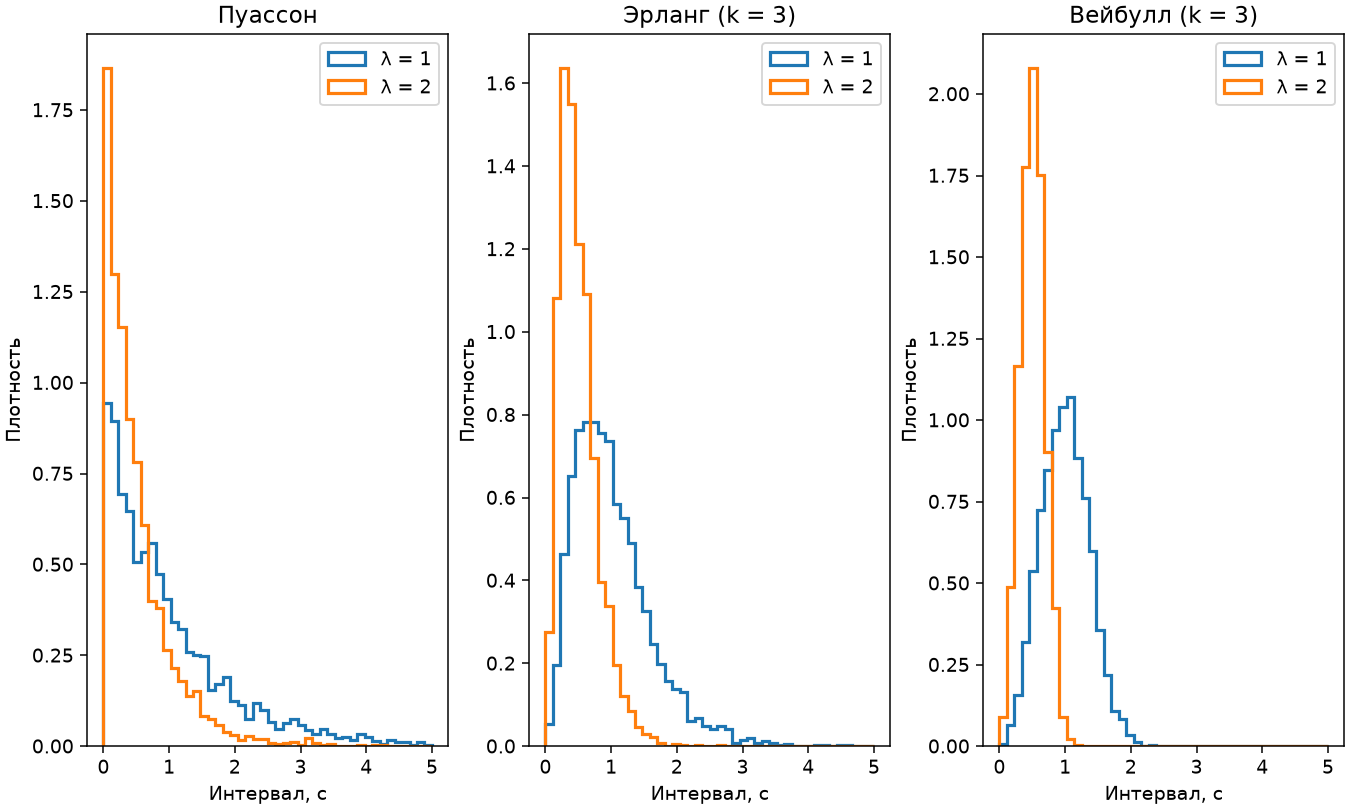 Пуассон
λ = 1
λ = 2
Плотность
1.75
1.50
1.25
1.00
0.75
0.50
0.25
0.00
0 1 2 3 4 5
Интервал, с
Эрланг (k = 3)
λ = 1
λ = 2
Плотность
1.6
1.4
1.2
1.0
0.8
0.6
0.4
0.2
0.0
0 1 2 3 4 5
Интервал, с
Вейбулл (k = 3)
λ = 1
λ = 2
Плотность
2.00
1.75
1.50
1.25
1.00
0.75
0.50
0.25
0.00
0 1 2 3 4 5
Интервал, с